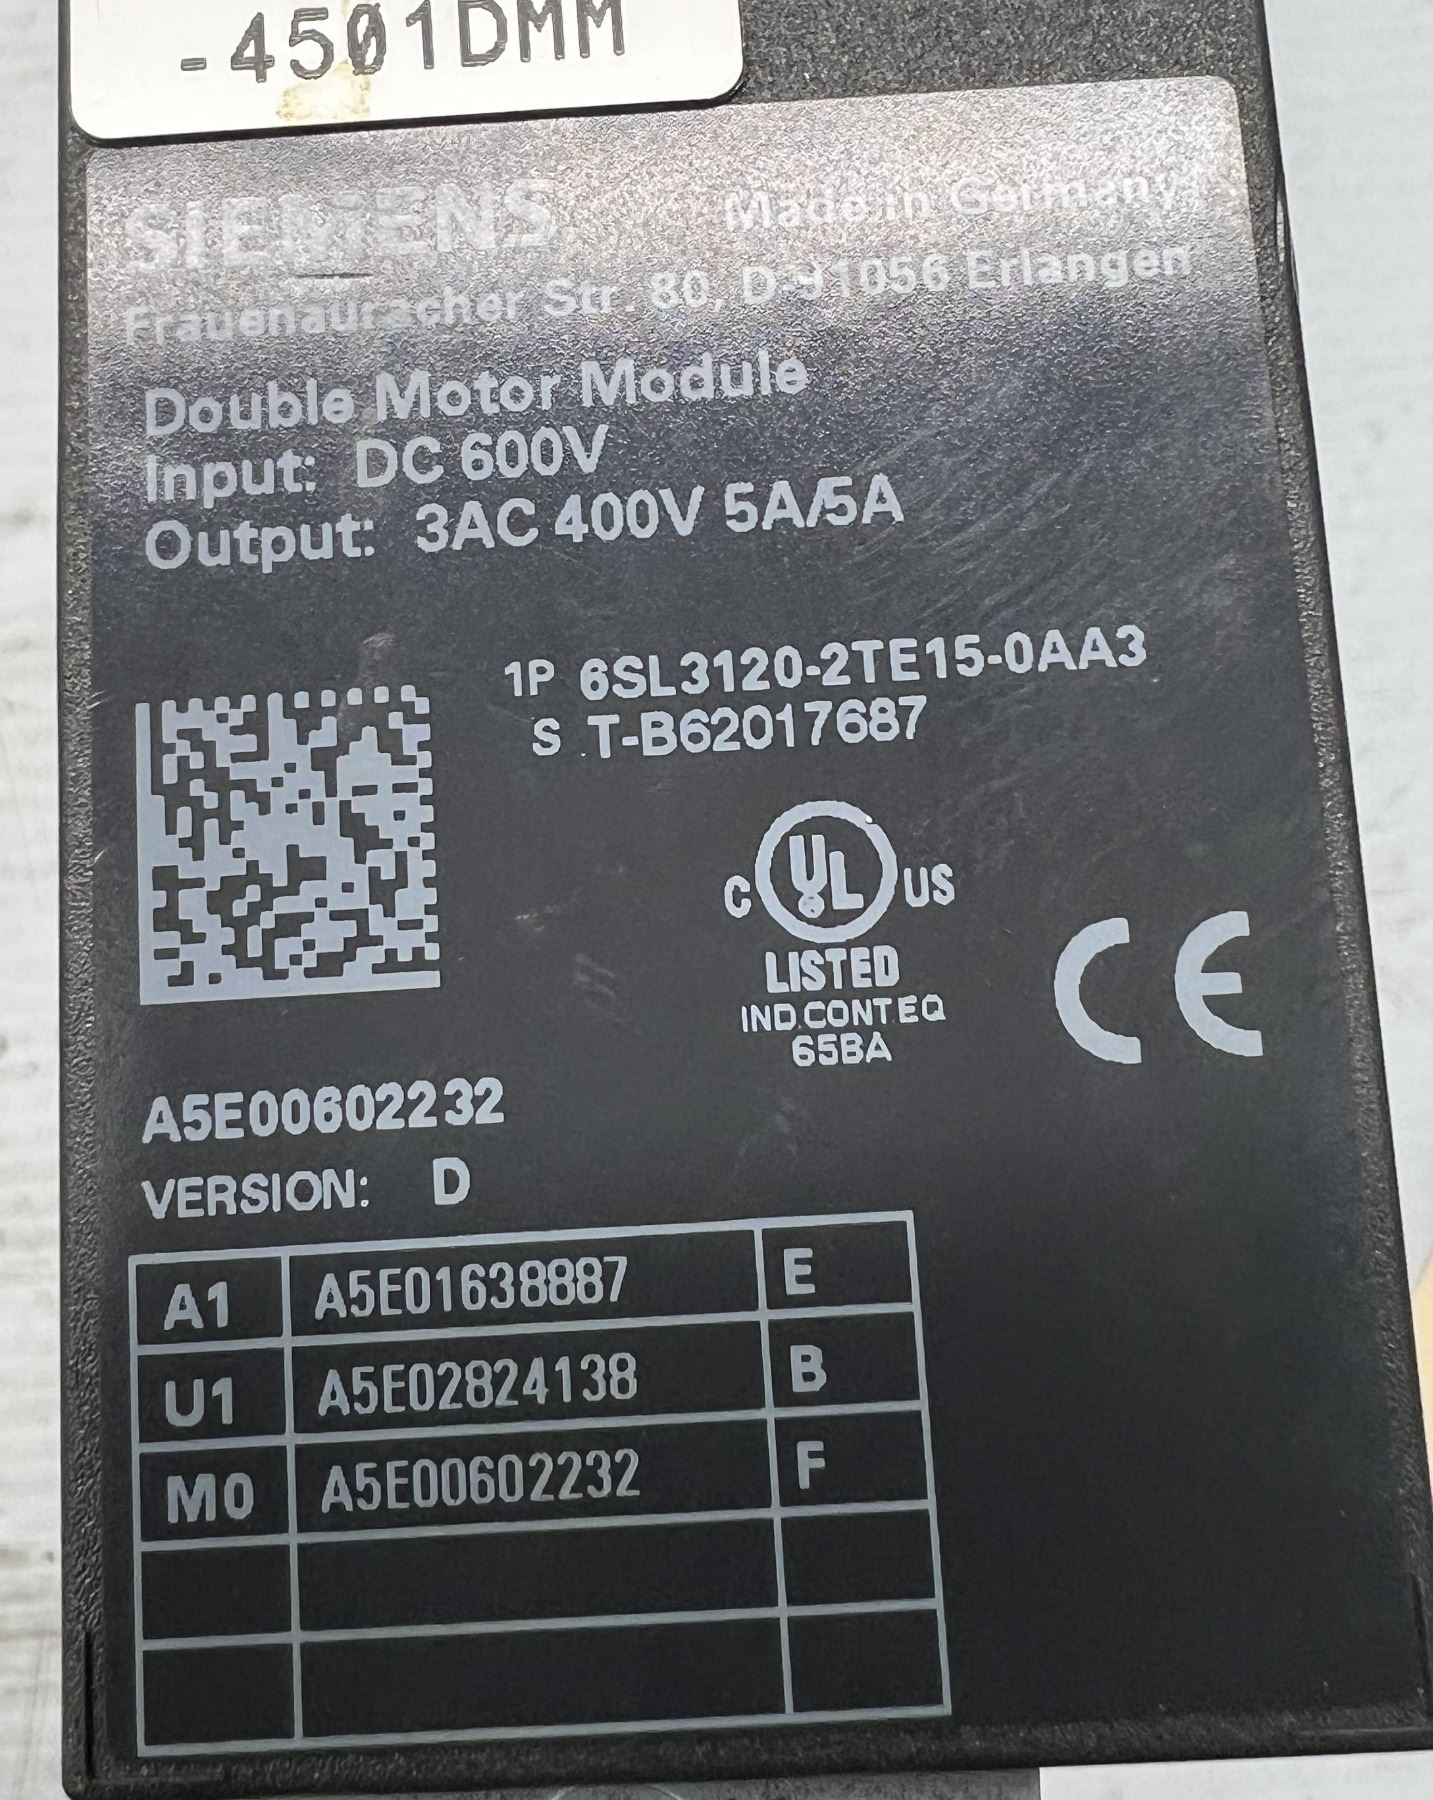 -4501DMM
SIEMENS
Made in Germany
Frauenauracher Str. 80, D-91056 Erlangen
Double Motor Module
Input: DC 600V
Output: 3AC 400V 5A/5A
1P 6SL3120-2TE15-0AA3
S T-B62017687
C UL US
LISTED
IND.CONT.EQ
65BA
CE
A5E00602232
VERSION: D
A1 A5E01638887 E
U1 A5E02824138 B
M0 A5E00602232 F